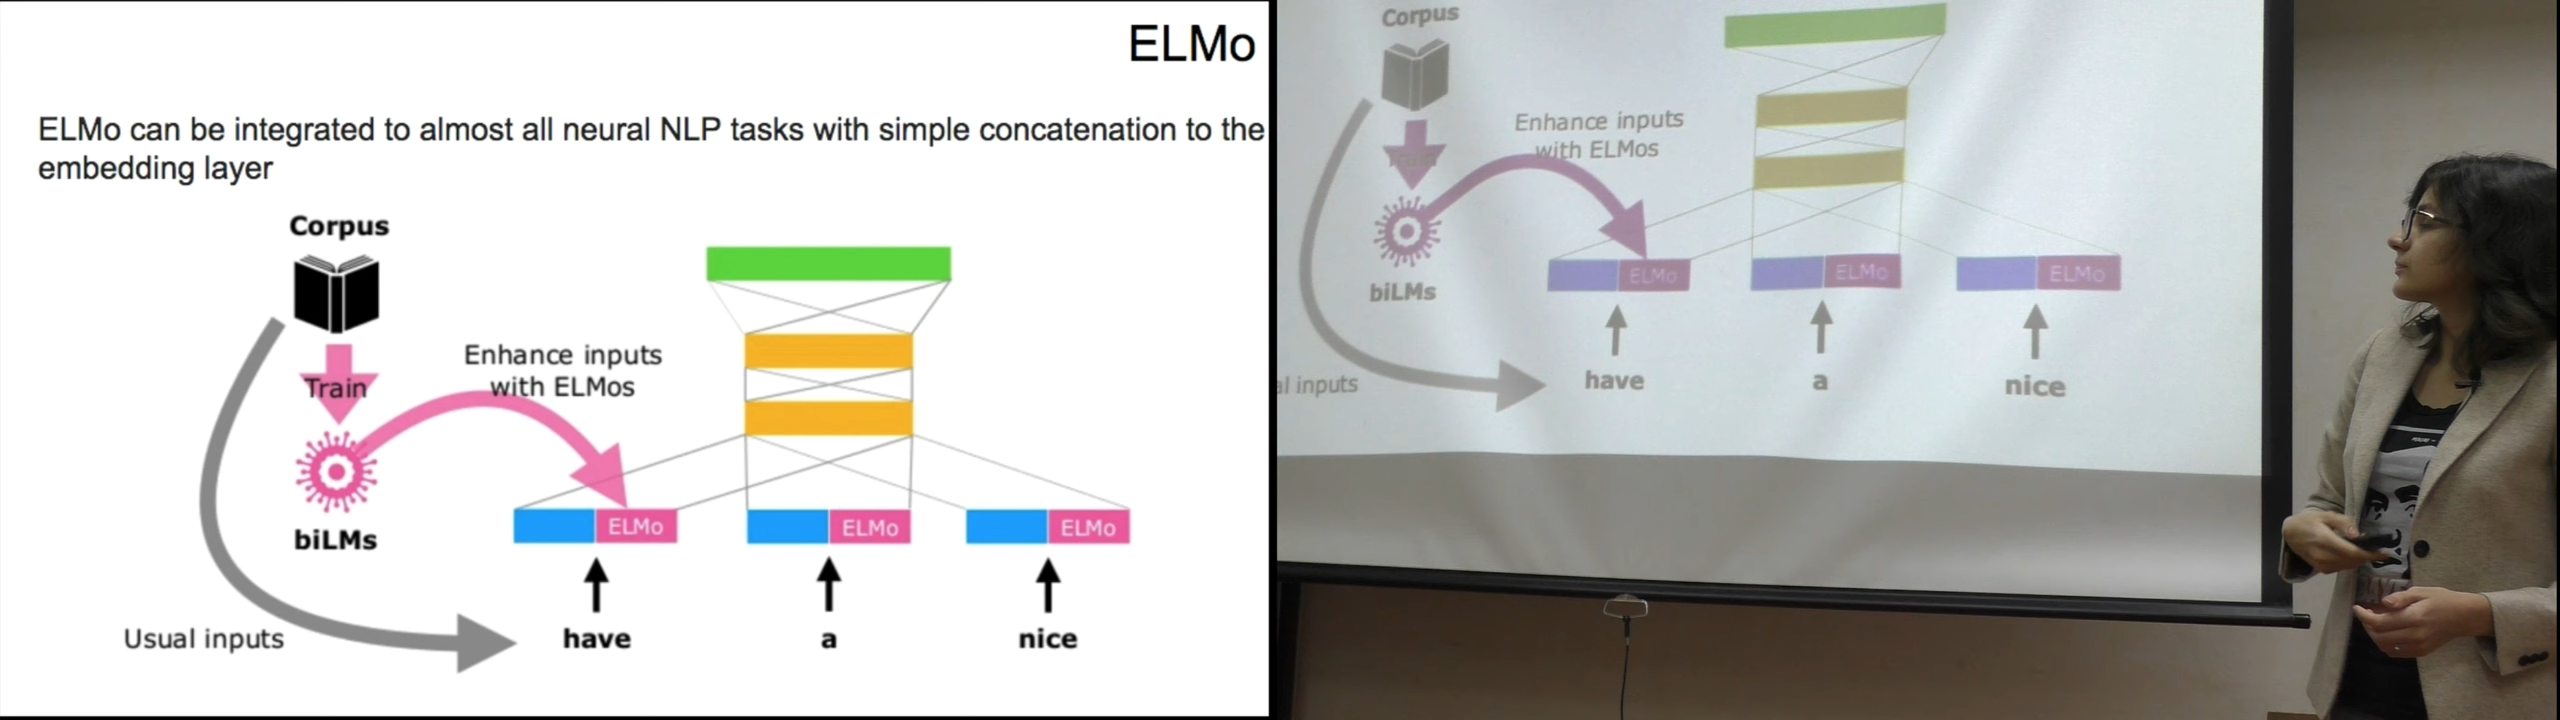 ELMo
ELMo can be integrated to almost all neural NLP tasks with simple concatenation to the
embedding layer
Corpus
Train
biLMs
Enhance inputs
with ELMos
ELMo
ELMo
ELMo
Usual inputs
have
a
nice
Corpus
Train
Enhance inputs
with ELMos
biLMs
ELMo
ELMo
ELMo
al inputs
have
a
nice